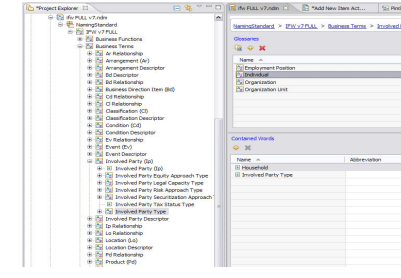 *Project Explorer
ifw FULL v7.ndm
NamingStandard
IFW v7 FULL
Business Functions
Business Terms
Ar Relationship
Arrangement (Ar)
Arrangement Descriptor
Bd Descriptor
Bd Relationship
Business Direction Item (Bd)
Cd Relationship
Cl Relationship
Classification (Cl)
Classification Descriptor
Condition (Cd)
Condition Descriptor
Ev Relationship
Event (Ev)
Event Descriptor
Involved Party (Ip)
Involved Party (Ip)
Involved Party Equity Approach Type
Involved Party Legal Capacity Type
Involved Party Risk Approach Type
Involved Party Securitization Approach
Involved Party Tax Status Type
Involved Party Type
Involved Party Descriptor
Ip Relationship
Lo Relationship
Location (Lo)
Location Descriptor
Pd Relationship
Product (Pd)
ifw FULL v7.ndm
*Add New Item Act...
Find
NamingStandard > IFW v7 FULL > Business Terms > Involved
Glossaries
Name
Employment Position
Individual
Organization
Organization Unit
Contained Words
Name Abbreviation
Household
Involved Party Type